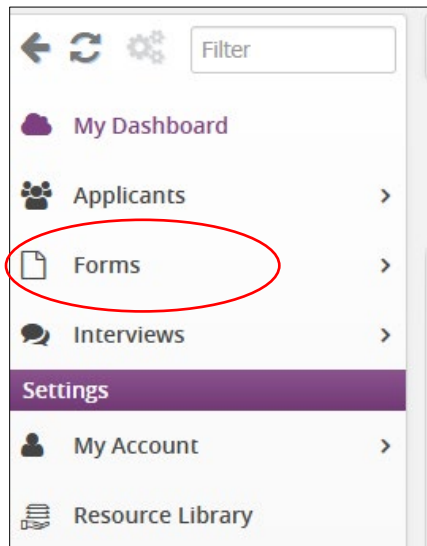 Filter
My Dashboard
Applicants
Forms
Interviews
Settings
My Account
Resource Library